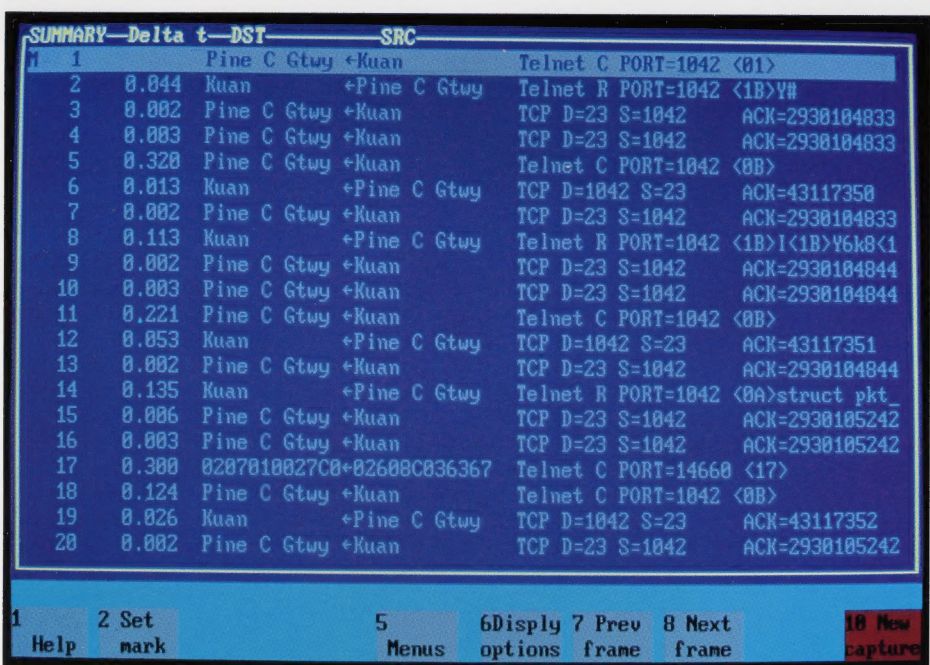 SUMMARY—Delta t—DST—SRC
M 1 Pine C Gtwy ←Kuan Telnet C PORT=1042 <01>
2 0.044 Kuan ←Pine C Gtwy Telnet R PORT=1042 <1B>Y#
3 0.002 Pine C Gtwy ←Kuan TCP D=23 S=1042 ACK=2930104833
4 0.003 Pine C Gtwy ←Kuan TCP D=23 S=1042 ACK=2930104833
5 0.320 Pine C Gtwy ←Kuan Telnet C PORT=1042 <0B>
6 0.013 Kuan ←Pine C Gtwy TCP D=1042 S=23 ACK=43117350
7 0.002 Pine C Gtwy ←Kuan TCP D=23 S=1042 ACK=2930104833
8 0.113 Kuan ←Pine C Gtwy Telnet R PORT=1042 <1B>I<1B>Y6k8<1
9 0.002 Pine C Gtwy ←Kuan TCP D=23 S=1042 ACK=2930104844
10 0.003 Pine C Gtwy ←Kuan TCP D=23 S=1042 ACK=2930104844
11 0.221 Pine C Gtwy ←Kuan Telnet C PORT=1042 <0B>
12 0.053 Kuan ←Pine C Gtwy TCP D=1042 S=23 ACK=43117351
13 0.002 Pine C Gtwy ←Kuan TCP D=23 S=1042 ACK=2930104844
14 0.135 Kuan ←Pine C Gtwy Telnet R PORT=1042 <0A>struct pkt_
15 0.006 Pine C Gtwy ←Kuan TCP D=23 S=1042 ACK=2930105242
16 0.003 Pine C Gtwy ←Kuan TCP D=23 S=1042 ACK=2930105242
17 0.300 0207010027C0←02608C036367 Telnet C PORT=14660 <17>
18 0.124 Pine C Gtwy ←Kuan Telnet C PORT=1042 <0B>
19 0.026 Kuan ←Pine C Gtwy TCP D=1042 S=23 ACK=43117352
20 0.002 Pine C Gtwy ←Kuan TCP D=23 S=1042 ACK=2930105242
1 2 Set 5 6Disply 7 Prev 8 Next 10 New
Help mark Menus options frame frame capture